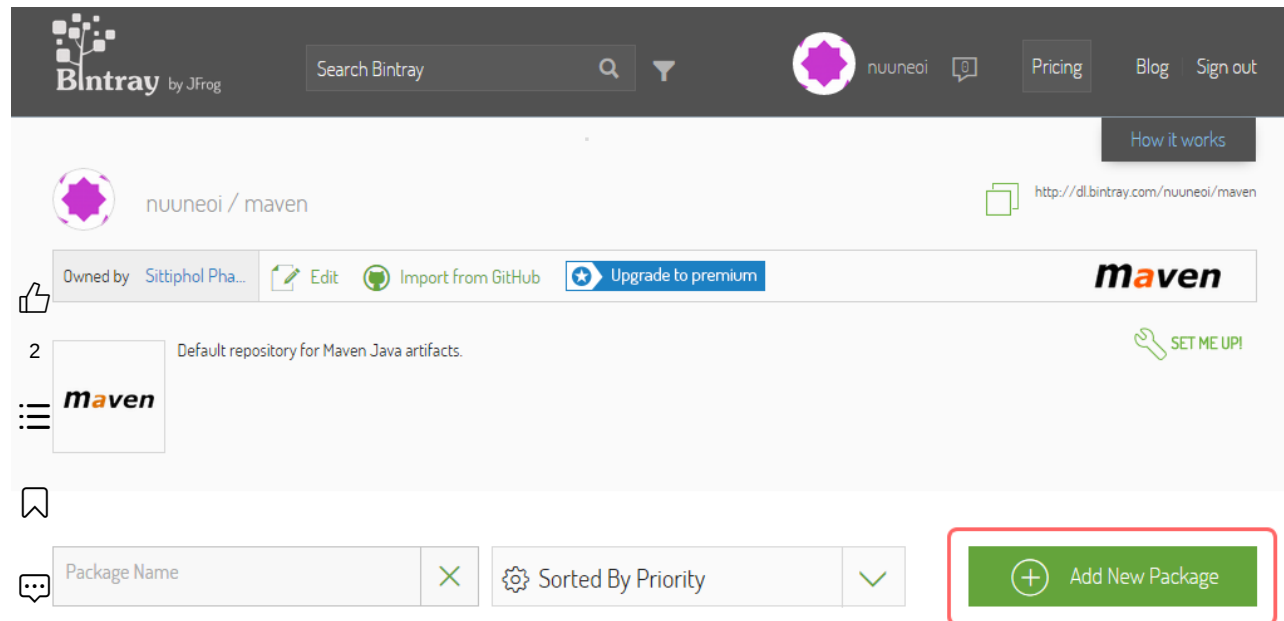 Bintray by JFrog
Search Bintray
nuuneoi
0
Pricing
Blog
Sign out
How it works
nuuneoi / maven
http://dl.bintray.com/nuuneoi/maven
Owned by Sittiphol Pha...
Edit
Import from GitHub
Upgrade to premium
maven
2
maven
Default repository for Maven Java artifacts.
SET ME UP!
Package Name
Sorted By Priority
Add New Package